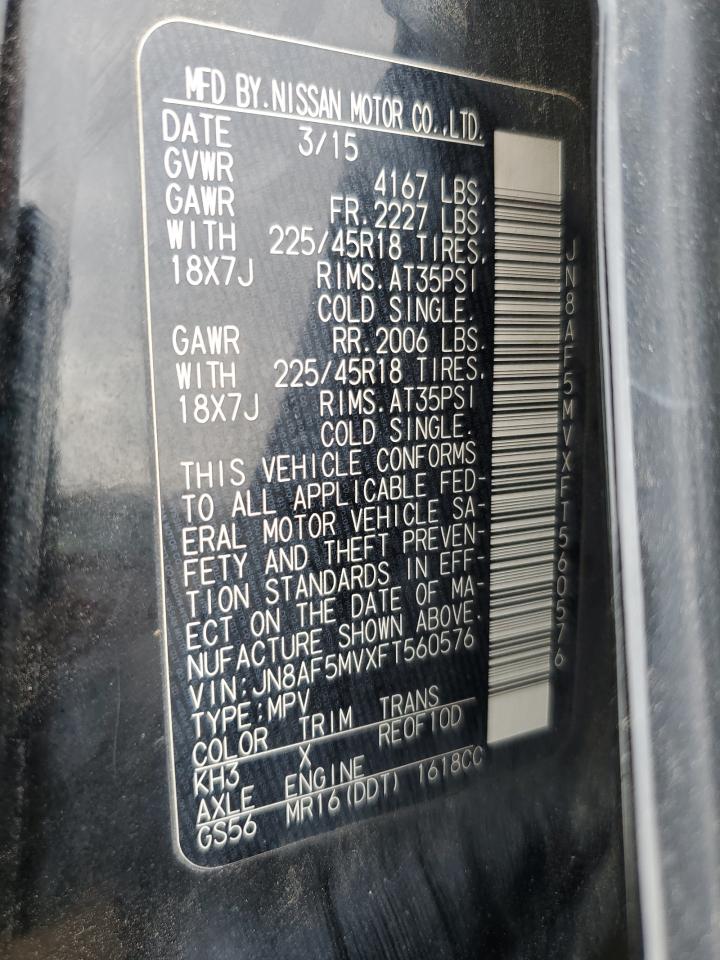 MFD BY.NISSAN MOTOR CO.,LTD.
DATE 3/15
GVWR 4167 LBS.
GAWR FR.2227 LBS.
WITH 225/45R18 TIRES.
18X7J RIMS.AT35PSI
COLD SINGLE.
GAWR RR.2006 LBS.
WITH 225/45R18 TIRES.
18X7J RIMS.AT35PSI
COLD SINGLE.
THIS VEHICLE CONFORMS
TO ALL APPLICABLE FED-
ERAL MOTOR VEHICLE SA-
FETY AND THEFT PREVEN-
TION STANDARDS IN EFF-
ECT ON THE DATE OF MA-
NUFACTURE SHOWN ABOVE.
VIN:JN8AF5MVXFT560576
TYPE:MPV
COLOR TRIM TRANS
KH3 X RE0F10D
AXLE ENGINE
GS56 MR16(DDT) 1618CC
JN8AF5MVXFT560576